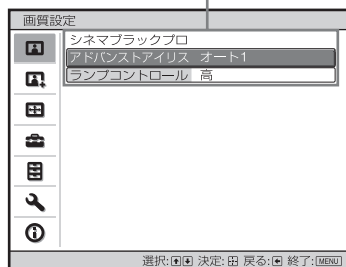 画質設定
シネマブラックプロ
アドバンストアイリス オート1
ランプコントロール 高
選択: 決定: 戻る: 終了:MENU